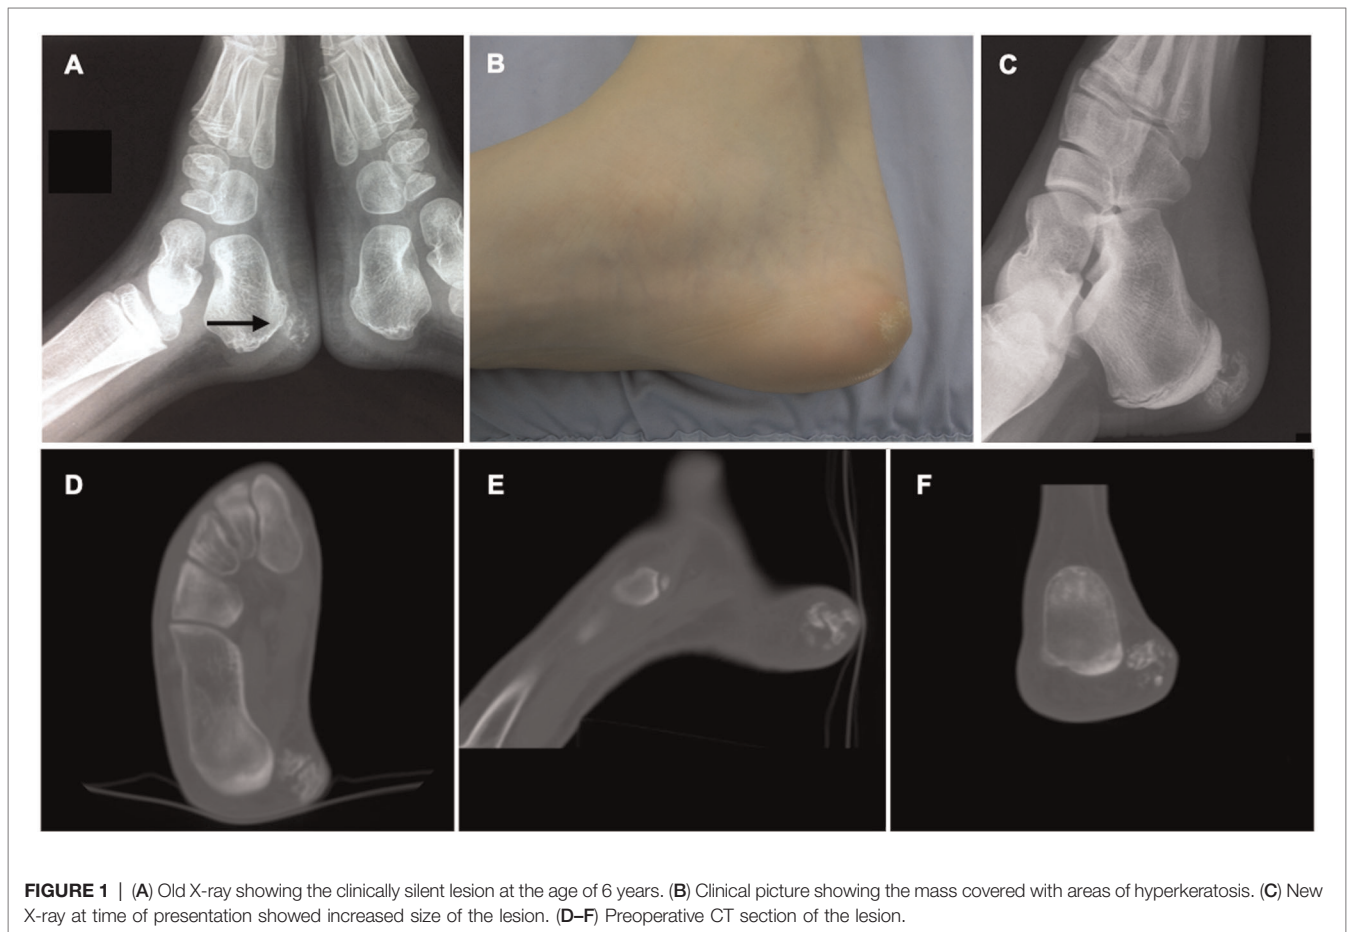 A
B
C
D
E
F
FIGURE 1 | (A) Old X-ray showing the clinically silent lesion at the age of 6 years. (B) Clinical picture showing the mass covered with areas of hyperkeratosis. (C) New
X-ray at time of presentation showed increased size of the lesion. (D–F) Preoperative CT section of the lesion.